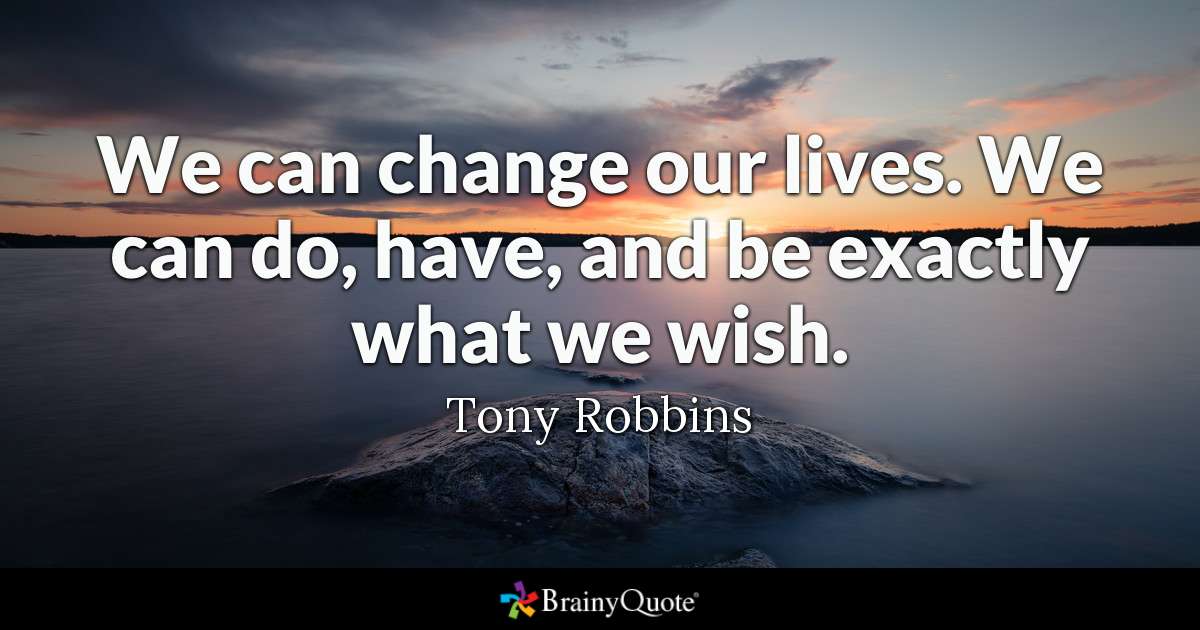 We can change our lives. We
can do, have, and be exactly
what we wish.
Tony Robbins
BrainyQuote®